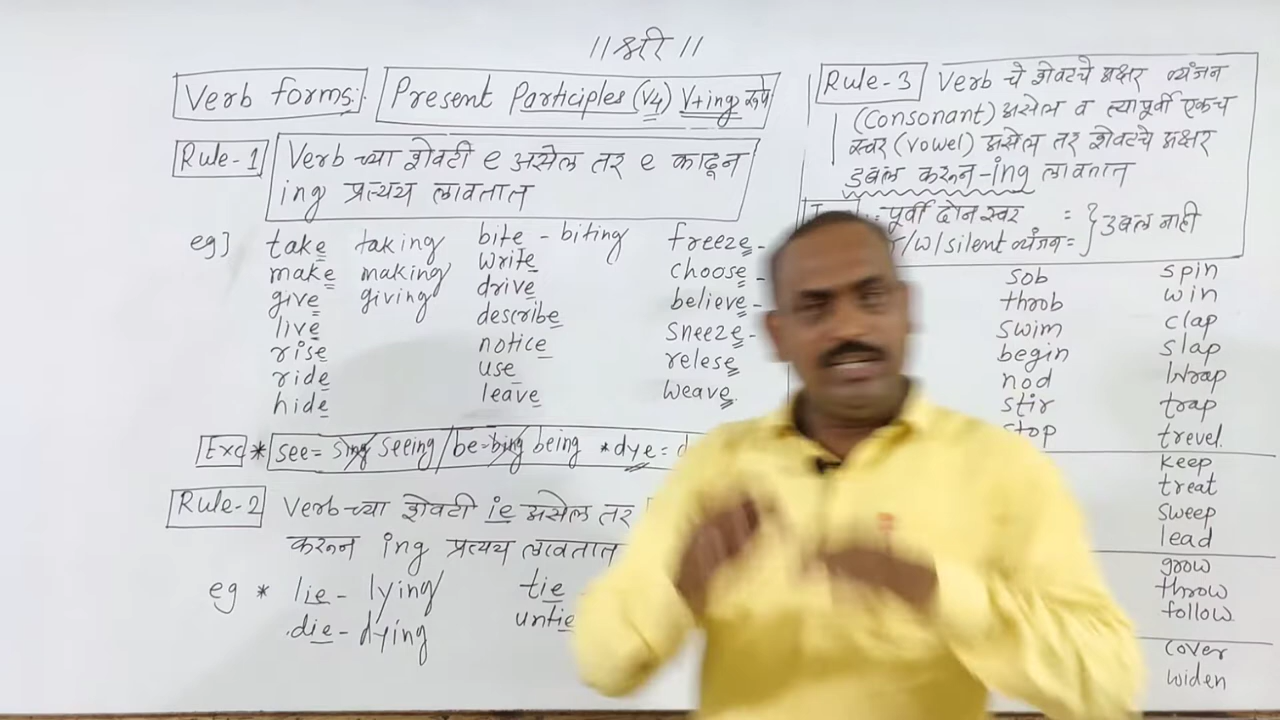 ||श्री||
Verb forms:
Present Participles (V4) V+ing रूपे
Rule-1
Verb च्या शेवटी e असेल तर e काढून
ing प्रत्यय लावतात
eg]
take taking
make making
give giving
live
rise
ride
hide
bite - biting
write
drive
describe
notice
use
leave
freeze -
choose -
believe -
sneeze -
relese
weave
Exc * see = sing seeing / be-bing being * dye = d
Rule-2
Verb च्या शेवटी ie असेल तर
करून ing प्रत्यय लावतात
eg * lie - lying
die - dying
tie
untie
Rule-3
Verb चे शेवटचे अक्षर व्यंजन
(Consonant) असेल व त्यापूर्वी एकच
स्वर (Vowel) असेल तर शेवटचे अक्षर
डबल करून -ing लावतात
पूर्वी दोन स्वर =
/w/silent व्यंजन =
} डबल नाही
sob
throb
swim
begin
nod
stir
stop
spin
win
clap
slap
wrap
trap
trevel.
keep
treat
sweep
lead
grow
throw
follow
cover
widen